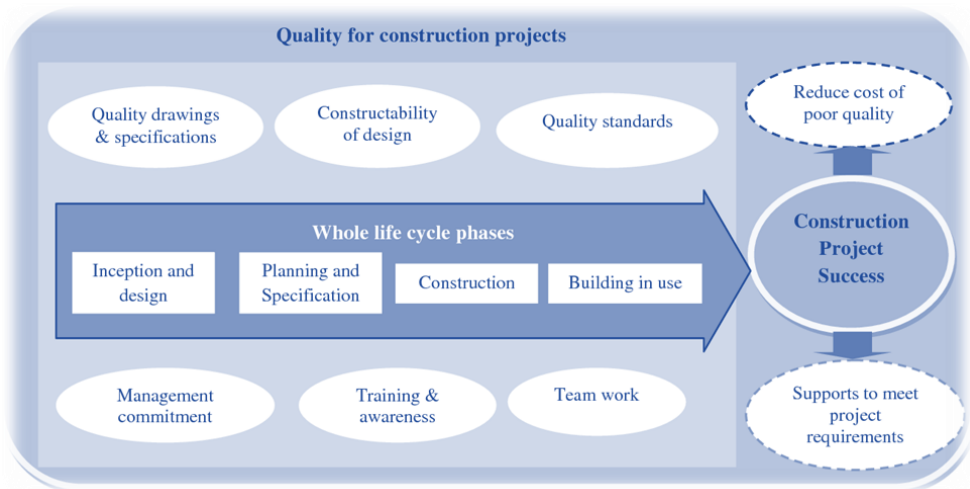 Quality for construction projects
Quality drawings
& specifications
Constructability
of design
Quality standards
Reduce cost of
poor quality
Whole life cycle phases
Inception and
design
Planning and
Specification
Construction
Building in use
Construction
Project
Success
Management
commitment
Training &
awareness
Team work
Supports to meet
project
requirements